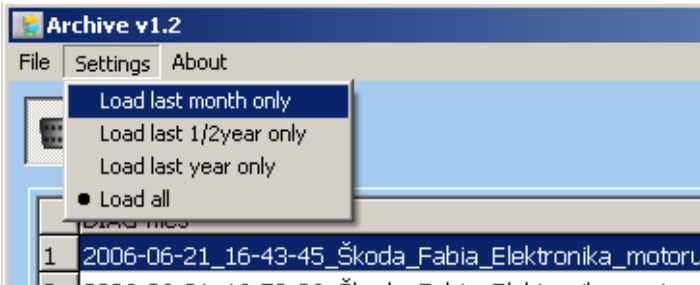 Archive v1.2
File Settings About
Load last month only
Load last 1/2year only
Load last year only
Load all
1 2006-06-21_16-43-45_Škoda_Fabia_Elektronika_motoru